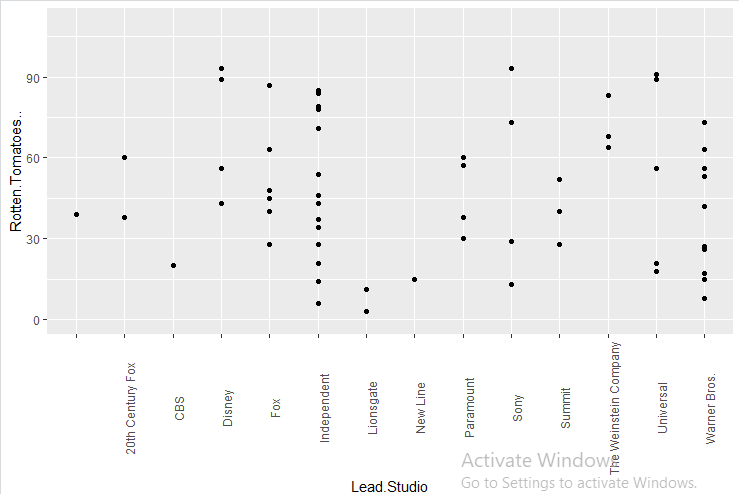 Rotten.Tomatoes..
90
60
30
0
20th Century Fox
CBS
Disney
Fox
Independent
Lionsgate
New Line
Paramount
Sony
Summit
The Weinstein Company
Universal
Warner Bros.
Lead.Studio
Activate Windows
Go to Settings to activate Windows.